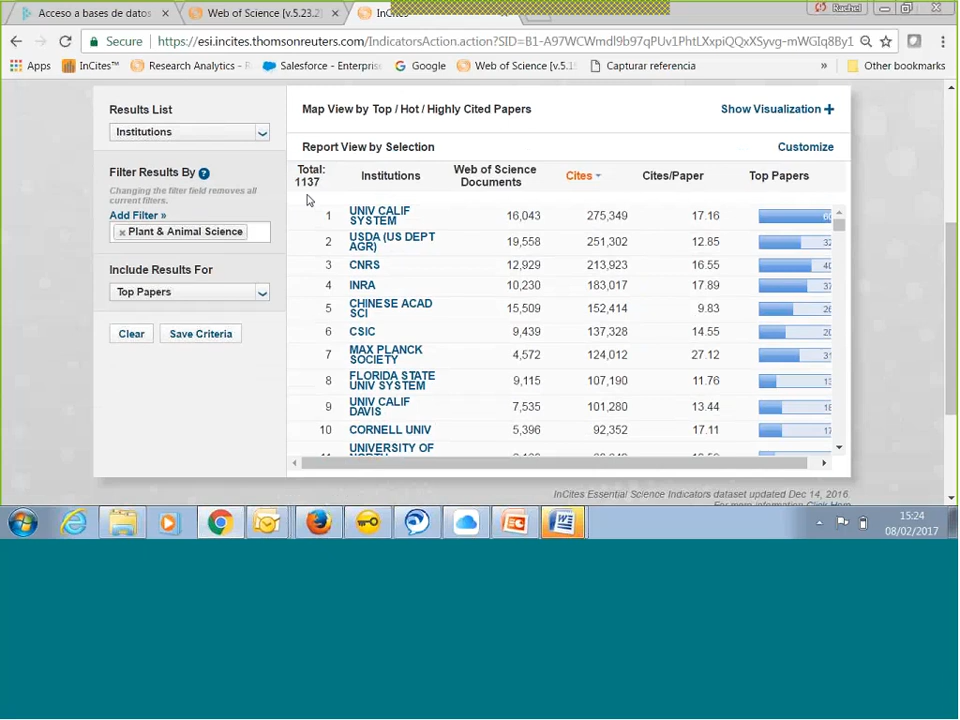 Acceso a bases de datos × Web of Science [v.5.23.2] × InCites Rachel
Secure https://esi.incites.thomsonreuters.com/IndicatorsAction.action?SID=B1-A97WCWmdl9b97qPUv1PhtLXxpiQQxXSyvg-mWGIq8By1
Apps InCites™ Research Analytics - Salesforce - Enterprise Google Web of Science [v.5.15 Capturar referencia » Other bookmarks
Results List
Institutions
Filter Results By ?
Changing the filter field removes all
current filters.
Add Filter »
× Plant & Animal Science
Include Results For
Top Papers
Clear Save Criteria
Map View by Top / Hot / Highly Cited Papers Show Visualization +
Report View by Selection Customize
Total:
1137 Institutions Web of Science
Documents Cites Cites/Paper Top Papers
1 UNIV CALIF
SYSTEM 16,043 275,349 17.16
2 USDA (US DEPT
AGR) 19,558 251,302 12.85
3 CNRS 12,929 213,923 16.55
4 INRA 10,230 183,017 17.89
5 CHINESE ACAD
SCI 15,509 152,414 9.83
6 CSIC 9,439 137,328 14.55
7 MAX PLANCK
SOCIETY 4,572 124,012 27.12
8 FLORIDA STATE
UNIV SYSTEM 9,115 107,190 11.76
9 UNIV CALIF
DAVIS 7,535 101,280 13.44
10 CORNELL UNIV 5,396 92,352 17.11
UNIVERSITY OF
InCites Essential Science Indicators dataset updated Dec 14, 2016.
For more information Click Here
15:24
08/02/2017